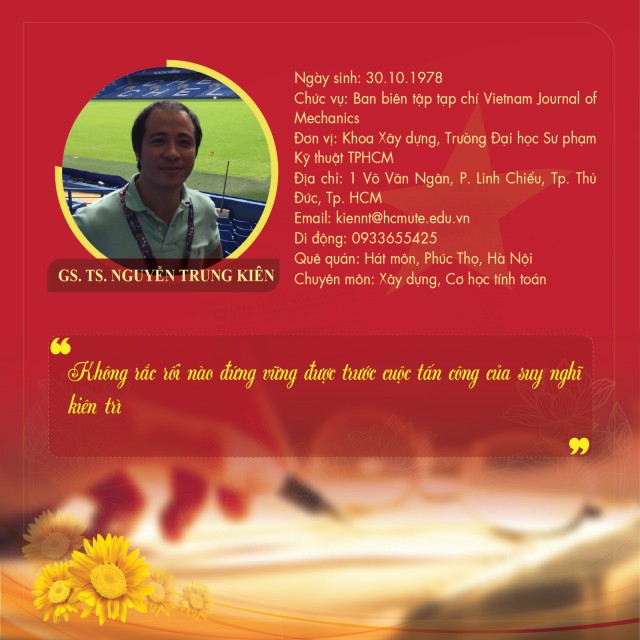 Ngày sinh: 30.10.1978
Chức vụ: Ban biên tập tạp chí Vietnam Journal of
Mechanics
Đơn vị: Khoa Xây dựng, Trường Đại học Sư phạm
Kỹ thuật TPHCM
Địa chỉ: 1 Võ Văn Ngân, P. Linh Chiểu, Tp. Thủ
Đức, Tp. HCM
Email: kiennt@hcmute.edu.vn
Di động: 0933655425
Quê quán: Hát môn, Phúc Thọ, Hà Nội
Chuyên môn: Xây dựng, Cơ học tính toán
GS. TS. NGUYỄN TRUNG KIÊN
❝
Không rắc rối nào đứng vững được trước cuộc tấn công của suy nghĩ
kiên trì
❞